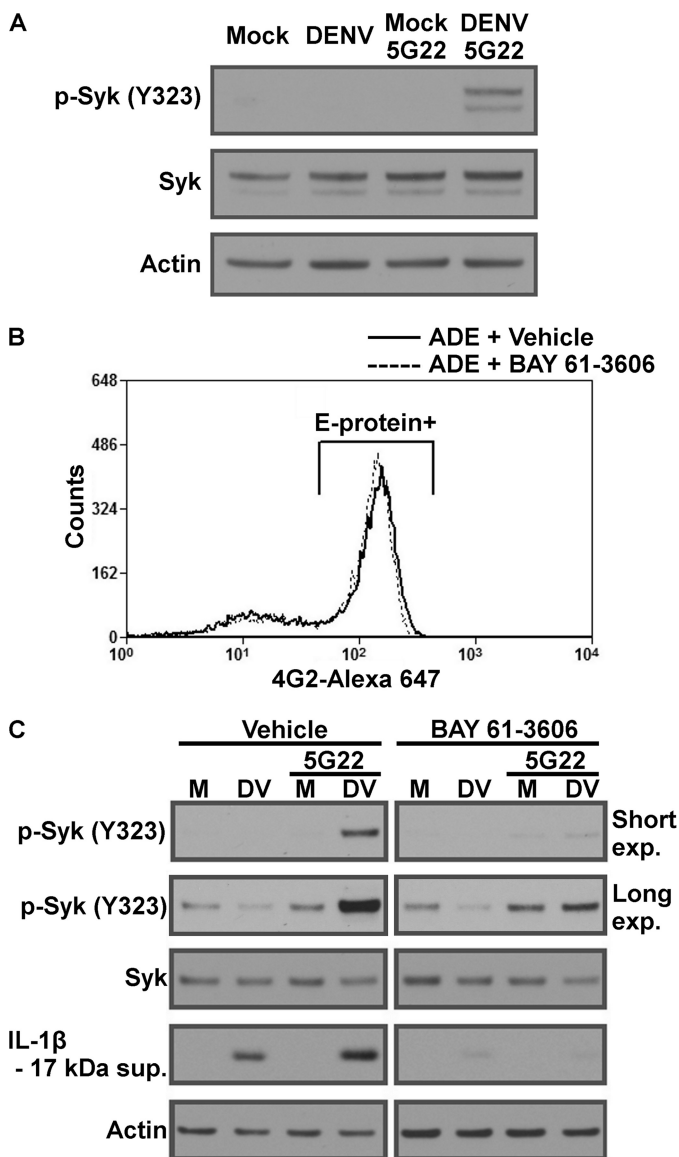 A
Mock DENV Mock 5G22 DENV 5G22
p-Syk (Y323)
Syk
Actin
B
ADE + Vehicle
ADE + BAY 61-3606
E-protein+
648
486
324
162
0
Counts
10⁰ 10¹ 10² 10³ 10⁴
4G2-Alexa 647
C
Vehicle BAY 61-3606
5G22 5G22
M DV M DV M DV M DV
p-Syk (Y323) Short exp.
p-Syk (Y323) Long exp.
Syk
IL-1β
- 17 kDa sup.
Actin